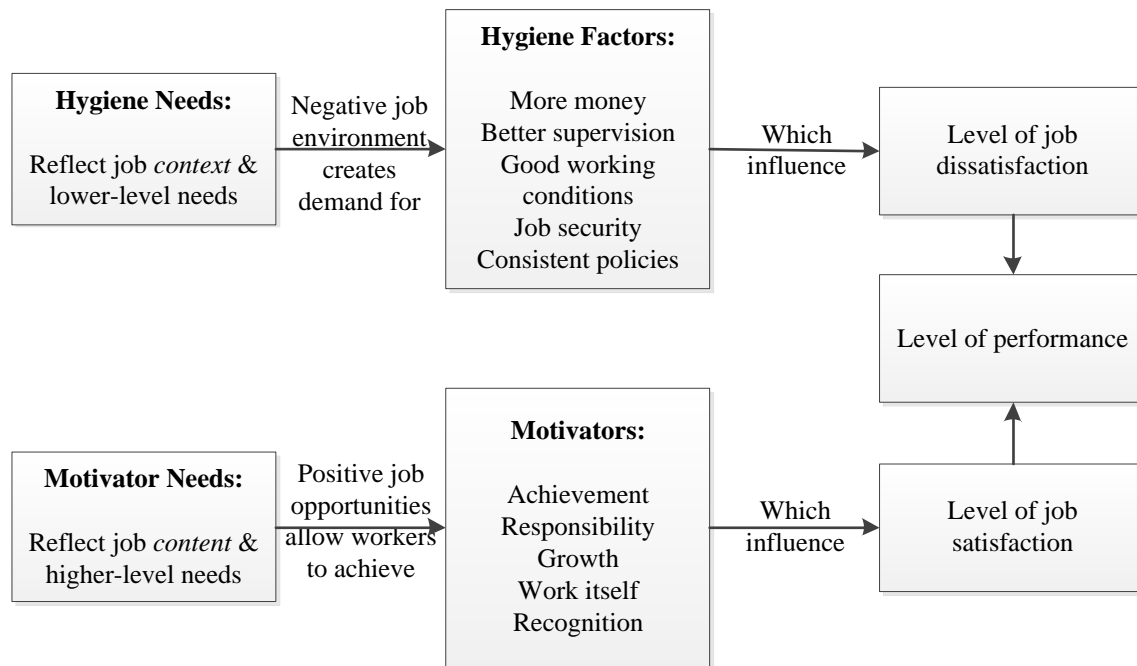 Hygiene Needs:
Reflect job context &
lower-level needs
Negative job
environment
creates
demand for
Hygiene Factors:
More money
Better supervision
Good working
conditions
Job security
Consistent policies
Which
influence
Level of job
dissatisfaction
Level of performance
Motivator Needs:
Reflect job content &
higher-level needs
Positive job
opportunities
allow workers
to achieve
Motivators:
Achievement
Responsibility
Growth
Work itself
Recognition
Which
influence
Level of job
satisfaction